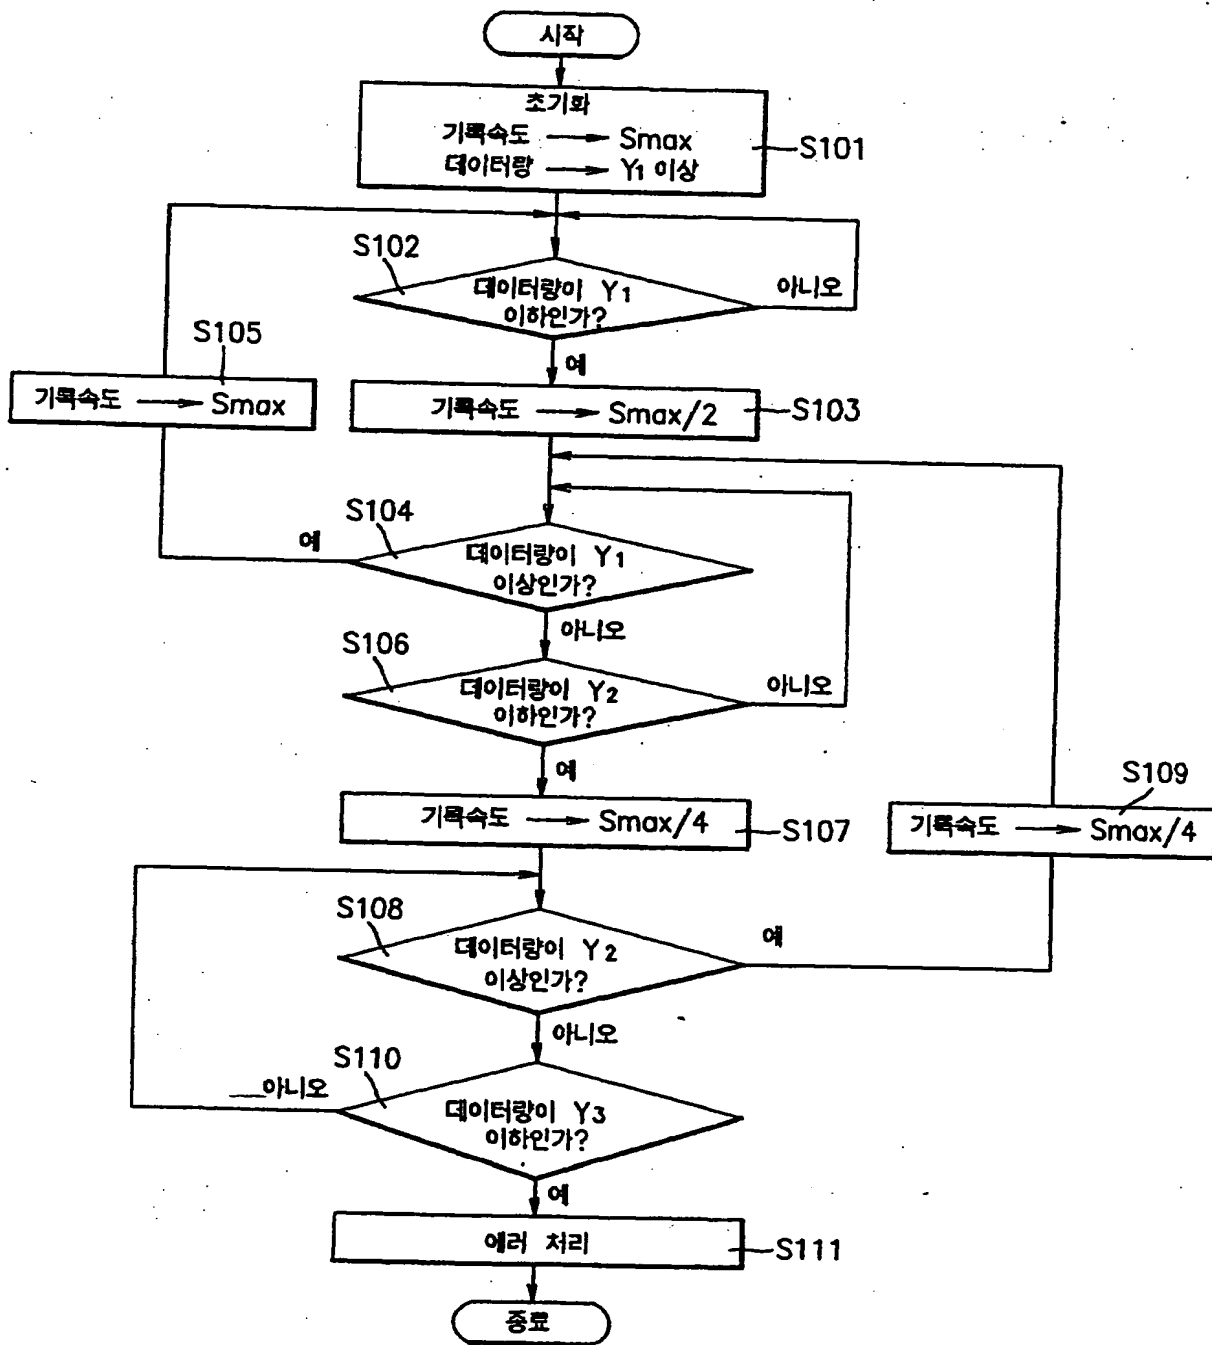 시작
초기화
기록속도 → Smax
데이터량 → Y1 이상
S101
S102
데이터량이 Y1
이하인가?
아니오
예
S105
기록속도 → Smax
기록속도 → Smax/2
S103
S104
예
데이터량이 Y1
이상인가?
아니오
S106
데이터량이 Y2
이하인가?
아니오
예
기록속도 → Smax/4
S107
S109
기록속도 → Smax/4
S108
데이터량이 Y2
이상인가?
예
아니오
S110
아니오
데이터량이 Y3
이하인가?
예
에러 처리
S111
종료